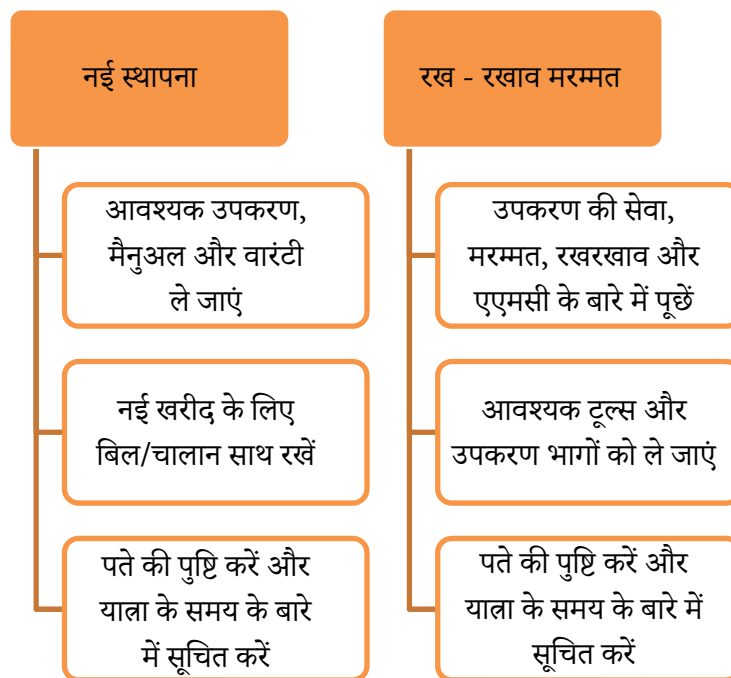 नई स्थापना
आवश्यक उपकरण,
मैनुअल और वारंटी
ले जाएं
नई खरीद के लिए
बिल/चालान साथ रखें
पते की पुष्टि करें और
यात्रा के समय के बारे
में सूचित करें
रख - रखाव मरम्मत
उपकरण की सेवा,
मरम्मत, रखरखाव और
एएमसी के बारे में पूछें
आवश्यक टूल्स और
उपकरण भागों को ले जाएं
पते की पुष्टि करें और
यात्रा के समय के बारे में
सूचित करें